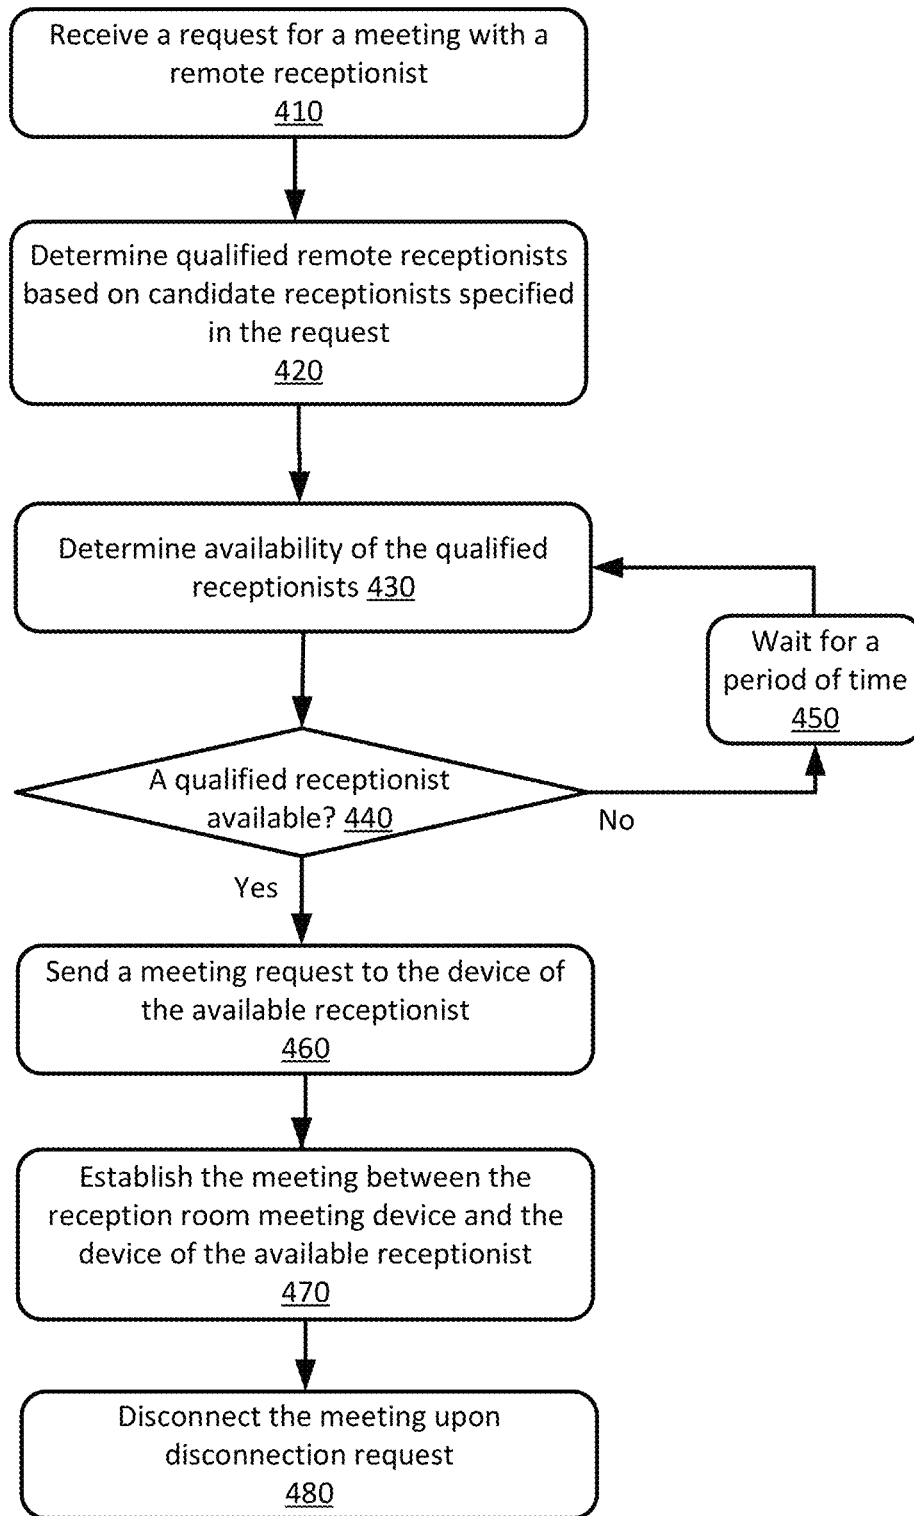 Receive a request for a meeting with a
remote receptionist
410
Determine qualified remote receptionists
based on candidate receptionists specified
in the request
420
Determine availability of the qualified
receptionists 430
Wait for a
period of time
450
A qualified receptionist
available? 440
No
Yes
Send a meeting request to the device of
the available receptionist
460
Establish the meeting between the
reception room meeting device and the
device of the available receptionist
470
Disconnect the meeting upon
disconnection request
480